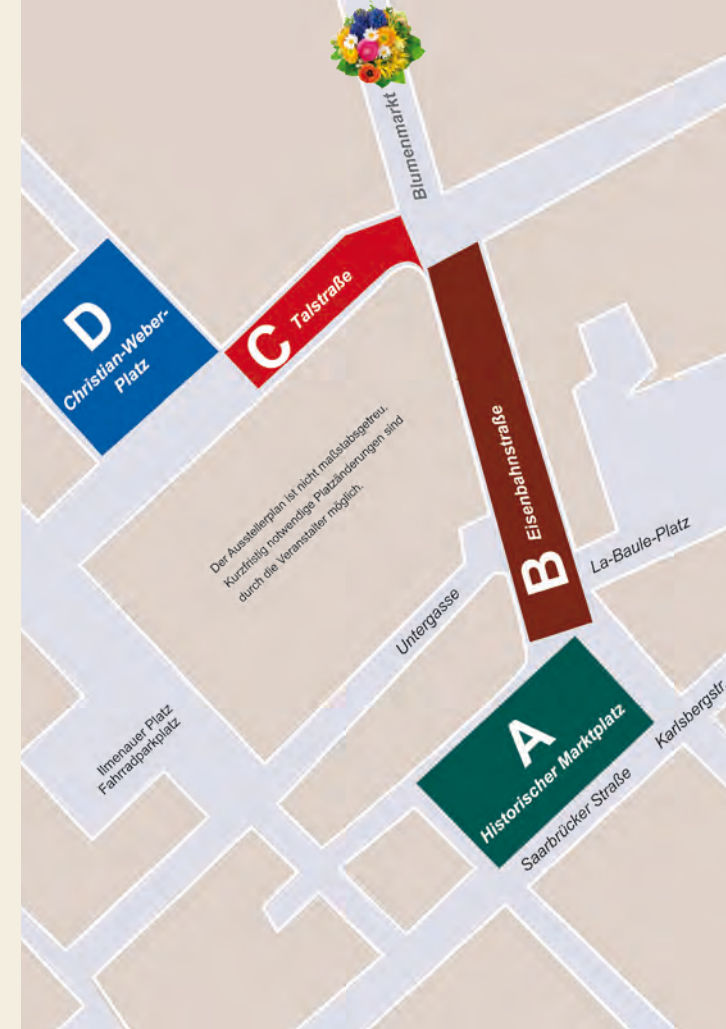 Blumenmarkt
D
Christian-Weber-
Platz
C Talstraße
Der Ausstellerplan ist nicht maßstabsgetreu.
Kurzfristig notwendige Platzänderungen sind
durch die Veranstalter möglich.
B Eisenbahnstraße
La-Baule-Platz
Untergasse
A
Historischer Marktplatz
Karlsbergstr.
Saarbrücker Straße
Ilmenauer Platz
Fahrradparkplatz